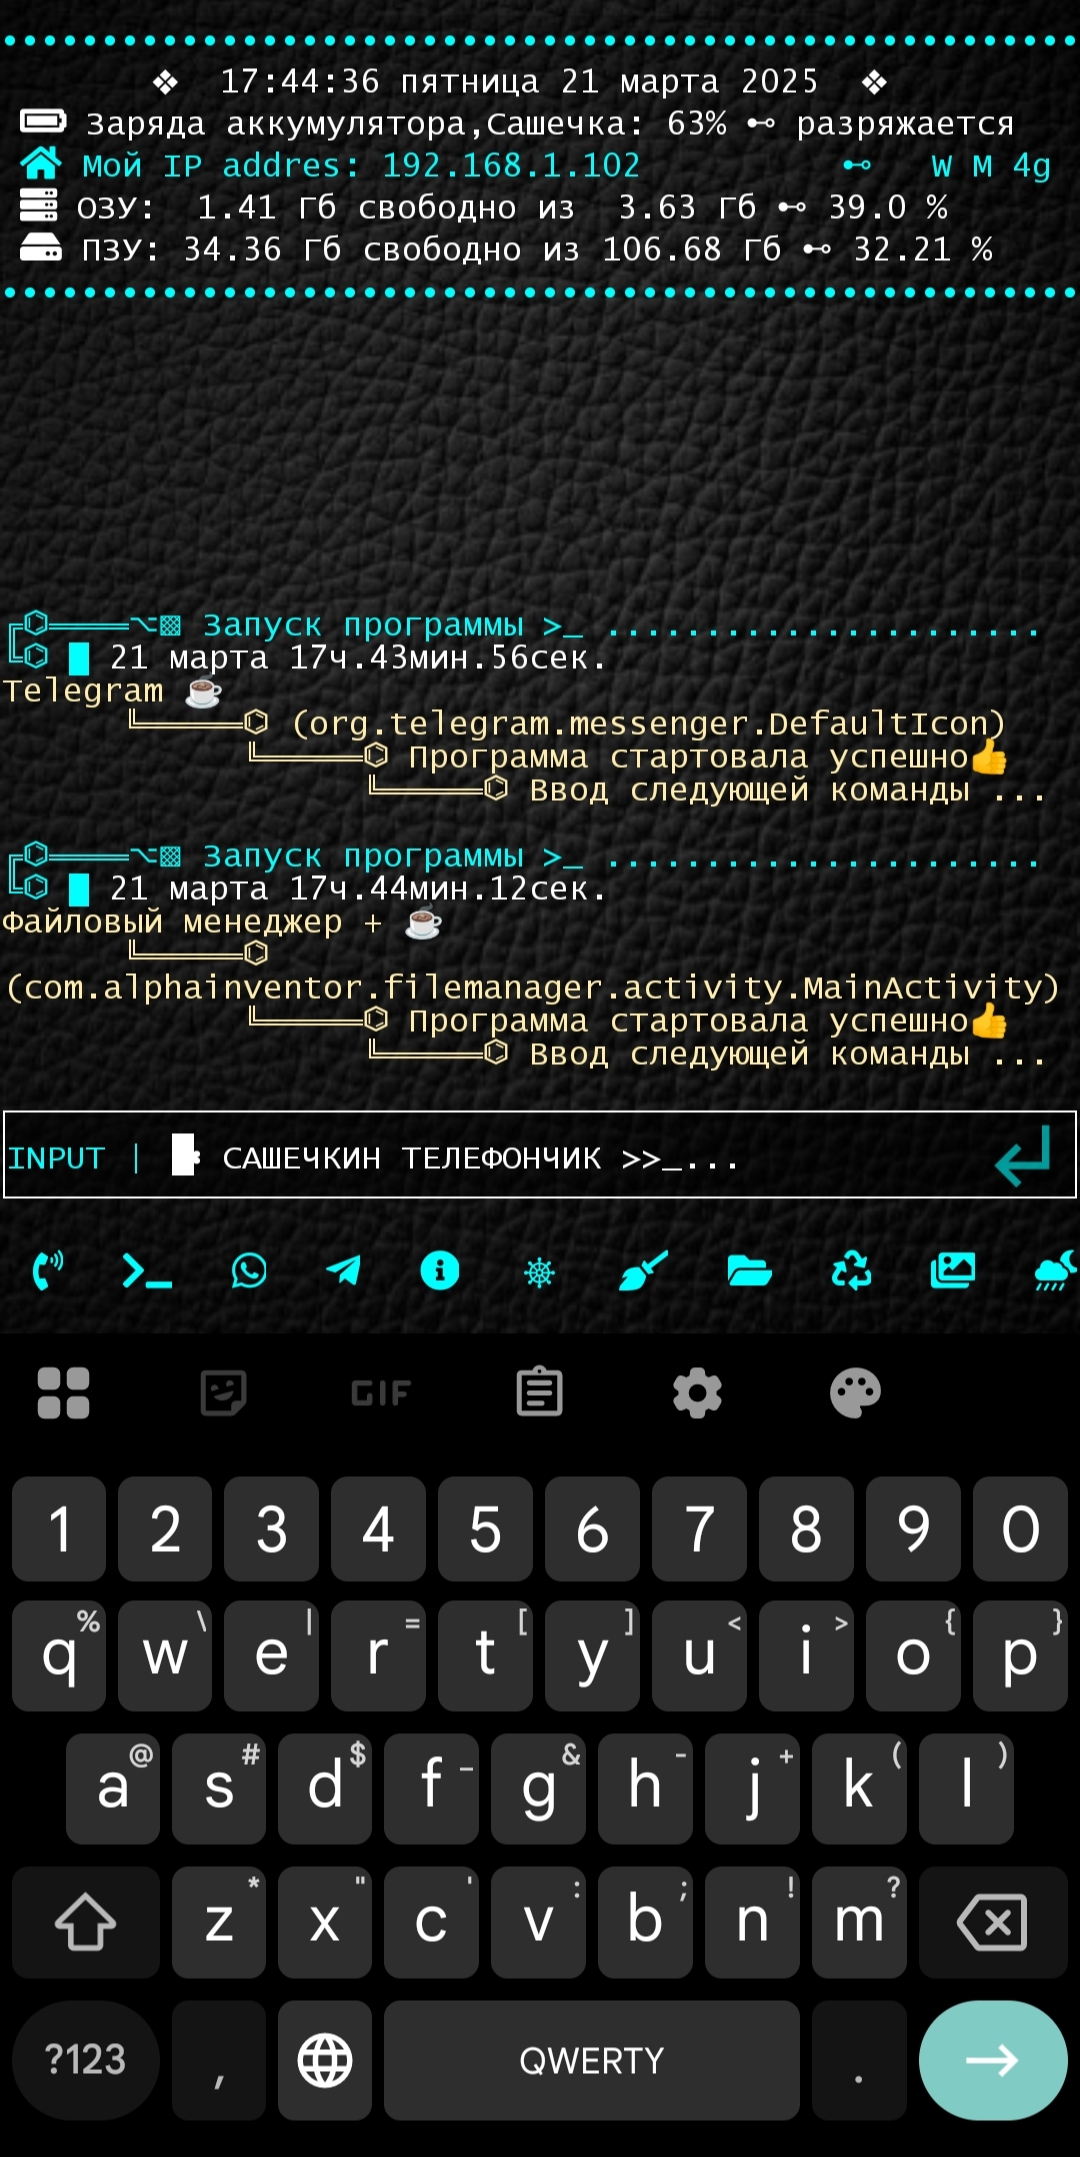 17:44:36 пятница 21 марта 2025
Заряда аккумулятора,Сашечка: 63% разряжается
Мой IP addres: 192.168.1.102 W M 4g
ОЗУ: 1.41 Гб свободно из 3.63 Гб 39.0 %
ПЗУ: 34.36 Гб свободно из 106.68 Гб 32.21 %
Запуск программы >_ ......................
21 марта 17ч.43мин.56сек.
Telegram ☕
(org.telegram.messenger.DefaultIcon)
Программа стартовала успешно👍
Ввод следующей команды ...
Запуск программы >_ ......................
21 марта 17ч.44мин.12сек.
Файловый менеджер + ☕
(com.alphainventor.filemanager.activity.MainActivity)
Программа стартовала успешно👍
Ввод следующей команды ...
INPUT | САШЕЧКИН ТЕЛЕФОНЧИК >>_...
GIF
1 2 3 4 5 6 7 8 9 0
q % w \ e | r = t [ y ] u < i > o { p }
a @ s # d $ f _ g & h - j + k ( l )
z * x " c ' v : b ; n ! m ?
?123 , QWERTY .